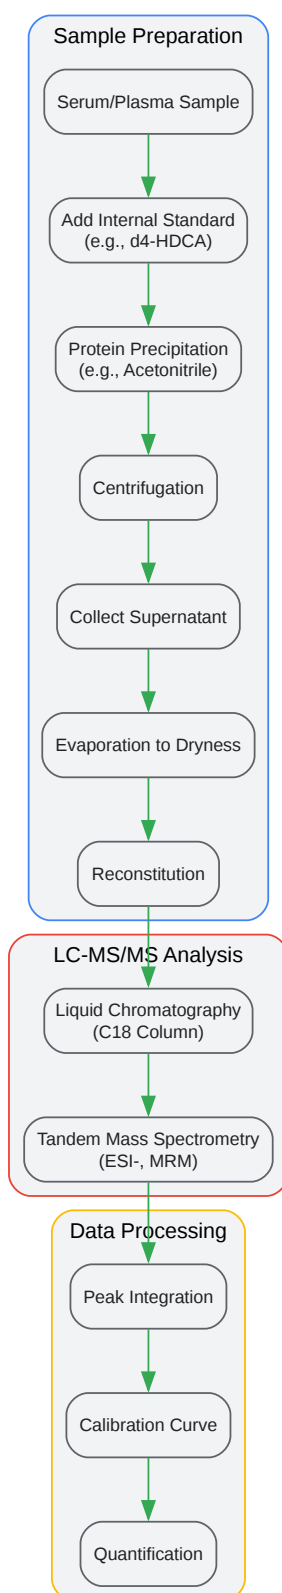 Sample Preparation
Serum/Plasma Sample
Add Internal Standard
(e.g., d4-HDCA)
Protein Precipitation
(e.g., Acetonitrile)
Centrifugation
Collect Supernatant
Evaporation to Dryness
Reconstitution
LC-MS/MS Analysis
Liquid Chromatography
(C18 Column)
Tandem Mass Spectrometry
(ESI-, MRM)
Data Processing
Peak Integration
Calibration Curve
Quantification